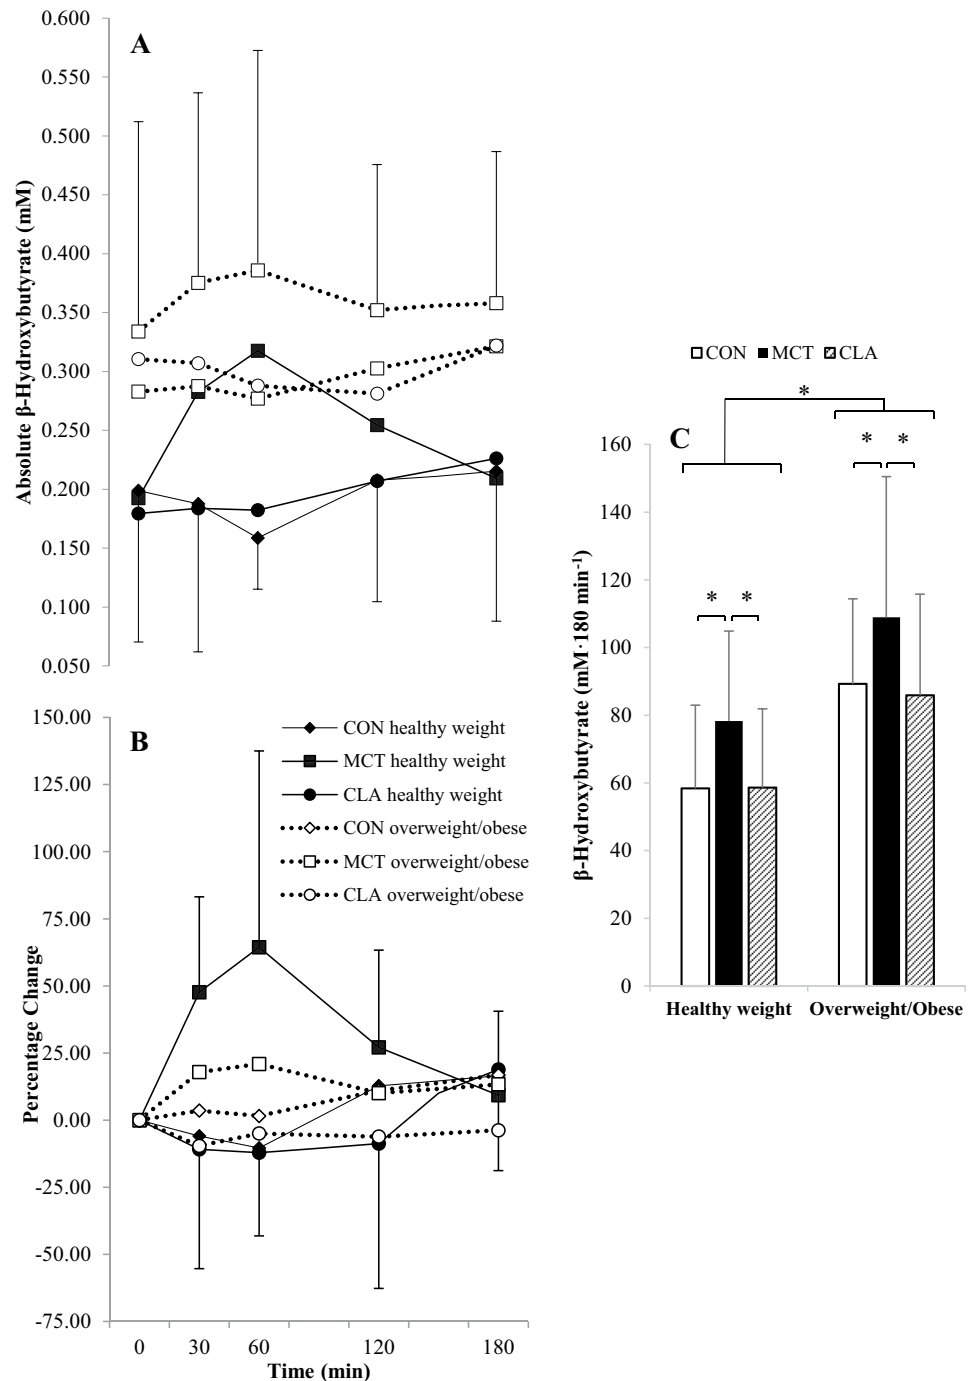 A
Absolute β-Hydroxybutyrate (mM)
0.600
0.550
0.500
0.450
0.400
0.350
0.300
0.250
0.200
0.150
0.100
0.050
B
Percentage Change
150.00
125.00
100.00
75.00
50.00
25.00
0.00
-25.00
-50.00
-75.00
CON healthy weight
MCT healthy weight
CLA healthy weight
CON overweight/obese
MCT overweight/obese
CLA overweight/obese
0 30 60 120 180
Time (min)
CON MCT CLA
C
*
* *
* *
β-Hydroxybutyrate (mM·180 min⁻¹)
160
140
120
100
80
60
40
20
0
Healthy weight Overweight/Obese